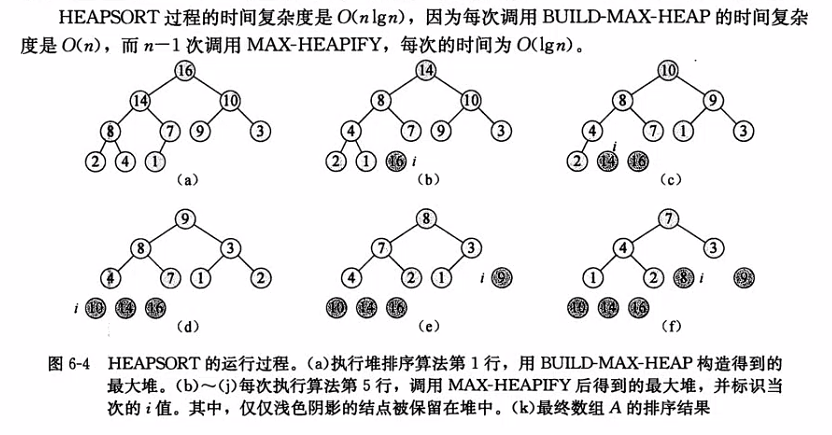 HEAPSORT 过程的时间复杂度是 O(nlgn)，因为每次调用 BUILD-MAX-HEAP 的时间复杂
度是 O(n)，而 n−1 次调用 MAX-HEAPIFY，每次的时间为 O(lgn)。
16 14 10
14 10 8 10 8 9
8 7 9 3 4 7 9 3 4 7 1 3
2 4 1 2 1 16 i 2 i 14 16
(a) (b) (c)
9 8 7
8 3 7 3 4 3
4 7 1 2 4 2 1 i 9 1 2 8 i 9
i 10 14 16 10 14 16 10 14 16
(d) (e) (f)
图 6-4 HEAPSORT 的运行过程。(a)执行堆排序算法第 1 行，用 BUILD-MAX-HEAP 构造得到的
最大堆。(b)～(j)每次执行算法第 5 行，调用 MAX-HEAPIFY 后得到的最大堆，并标识当
次的 i 值。其中，仅仅浅色阴影的结点被保留在堆中。(k)最终数组 A 的排序结果